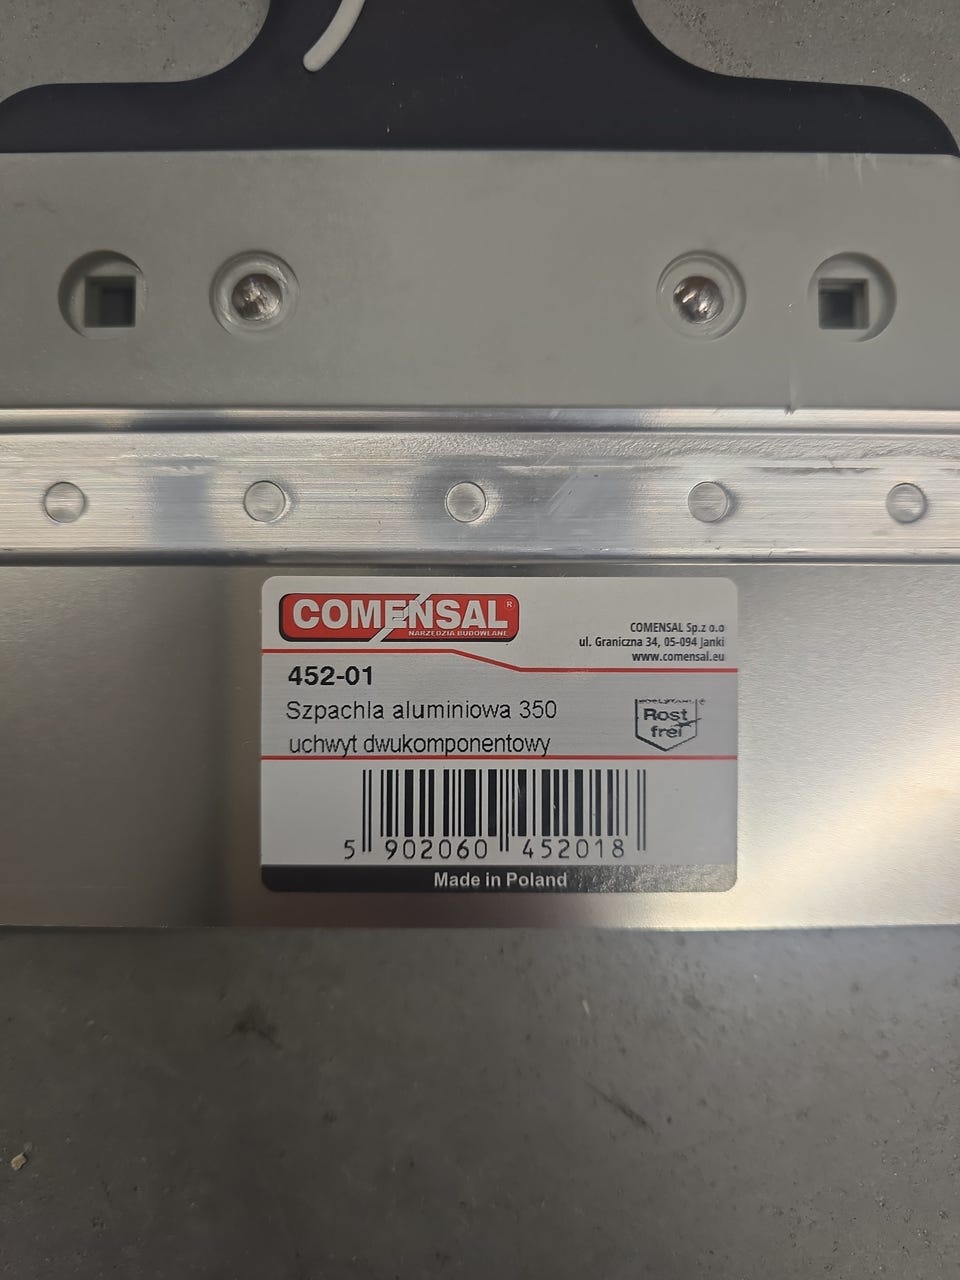 COMENSAL®
NARZĘDZIA BUDOWLANE
COMENSAL Sp.z o.o
ul. Graniczna 34, 05-094 Janki
www.comensal.eu
452-01
Szpachla aluminiowa 350
uchwyt dwukomponentowy
®
Rost
frei
5 902060 452018
Made in Poland